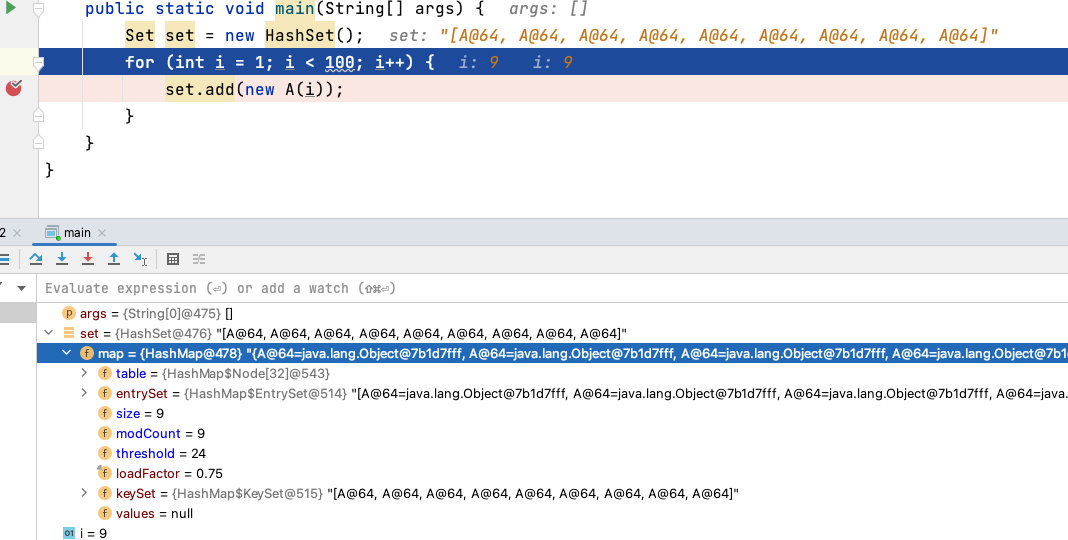 public static void main(String[] args) {   args: []
Set set = new HashSet();   set: "[A@64, A@64, A@64, A@64, A@64, A@64, A@64, A@64, A@64]"
for (int i = 1; i < 100; i++) {   i: 9   i: 9
set.add(new A(i));
}
}
}
2
main
Evaluate expression (⏎) or add a watch (⇧⌘⏎)
p args = {String[0]@475} []
set = {HashSet@476} "[A@64, A@64, A@64, A@64, A@64, A@64, A@64, A@64, A@64]"
f map = {HashMap@478} "{A@64=java.lang.Object@7b1d7fff, A@64=java.lang.Object@7b1d7fff, A@64=java.lang.Object@7b1d7fff, A@64=java.lang.Object@7b1
f table = {HashMap$Node[32]@543}
f entrySet = {HashMap$EntrySet@514} "[A@64=java.lang.Object@7b1d7fff, A@64=java.lang.Object@7b1d7fff, A@64=java.lang.Object@7b1d7fff, A@64=java.
f size = 9
f modCount = 9
f threshold = 24
f loadFactor = 0.75
f keySet = {HashMap$KeySet@515} "[A@64, A@64, A@64, A@64, A@64, A@64, A@64, A@64, A@64]"
f values = null
01 i = 9